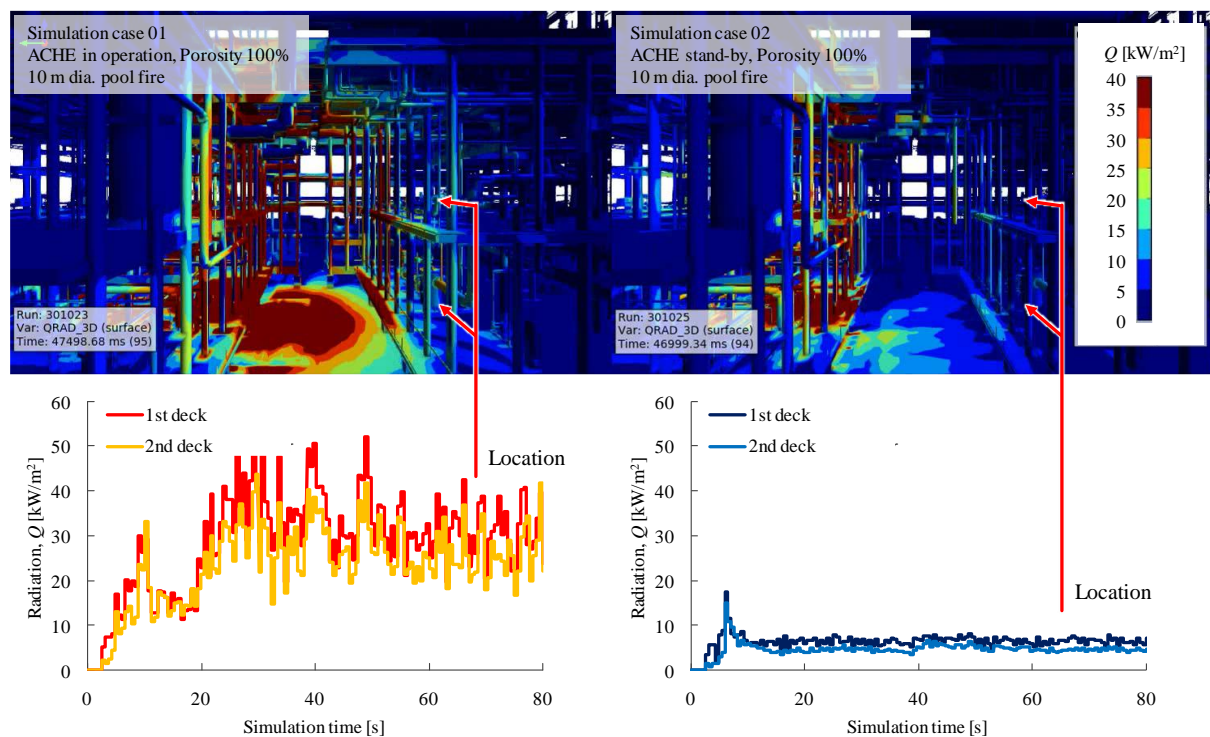 Simulation case 01
ACHE in operation, Porosity 100%
10 m dia. pool fire
Run: 301023
Var: QRAD_3D (surface)
Time: 47498.68 ms (95)
Simulation case 02
ACHE stand-by, Porosity 100%
10 m dia. pool fire
Run: 301025
Var: QRAD_3D (surface)
Time: 46999.34 ms (94)
Q [kW/m²]
40
35
30
25
20
15
10
5
0
Radiation, Q [kW/m²]
60
50
40
30
20
10
0
1st deck
2nd deck
Location
0 20 40 60 80
Simulation time [s]
Radiation, Q [kW/m²]
60
50
40
30
20
10
0
1st deck
2nd deck
Location
0 20 40 60 80
Simulation time [s]